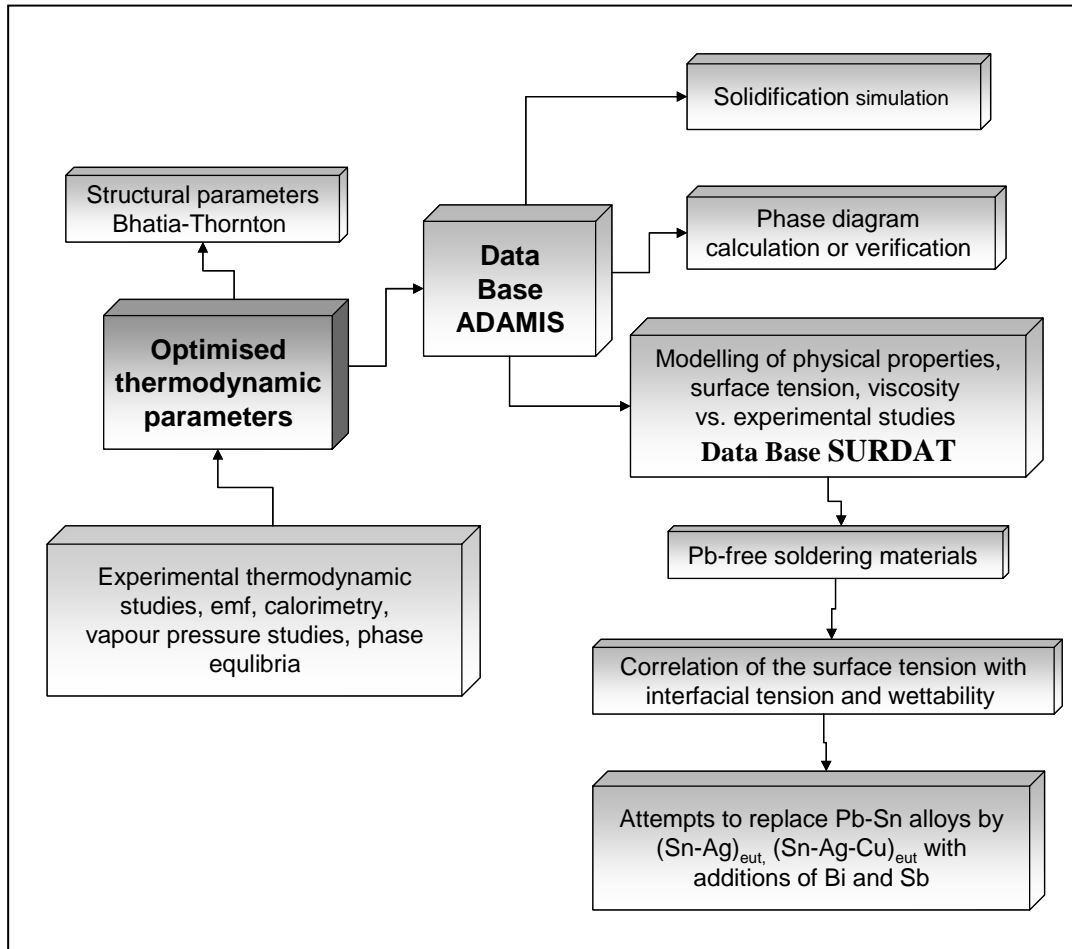 Solidification simulation
Structural parameters
Bhatia-Thornton
Data
Base
ADAMIS
Phase diagram
calculation or verification
Optimised
thermodynamic
parameters
Modelling of physical properties,
surface tension, viscosity
vs. experimental studies
Data Base SURDAT
Experimental thermodynamic
studies, emf, calorimetry,
vapour pressure studies, phase
equlibria
Pb-free soldering materials
Correlation of the surface tension with
interfacial tension and wettability
Attempts to replace Pb-Sn alloys by
(Sn-Ag)eut, (Sn-Ag-Cu)eut with
additions of Bi and Sb